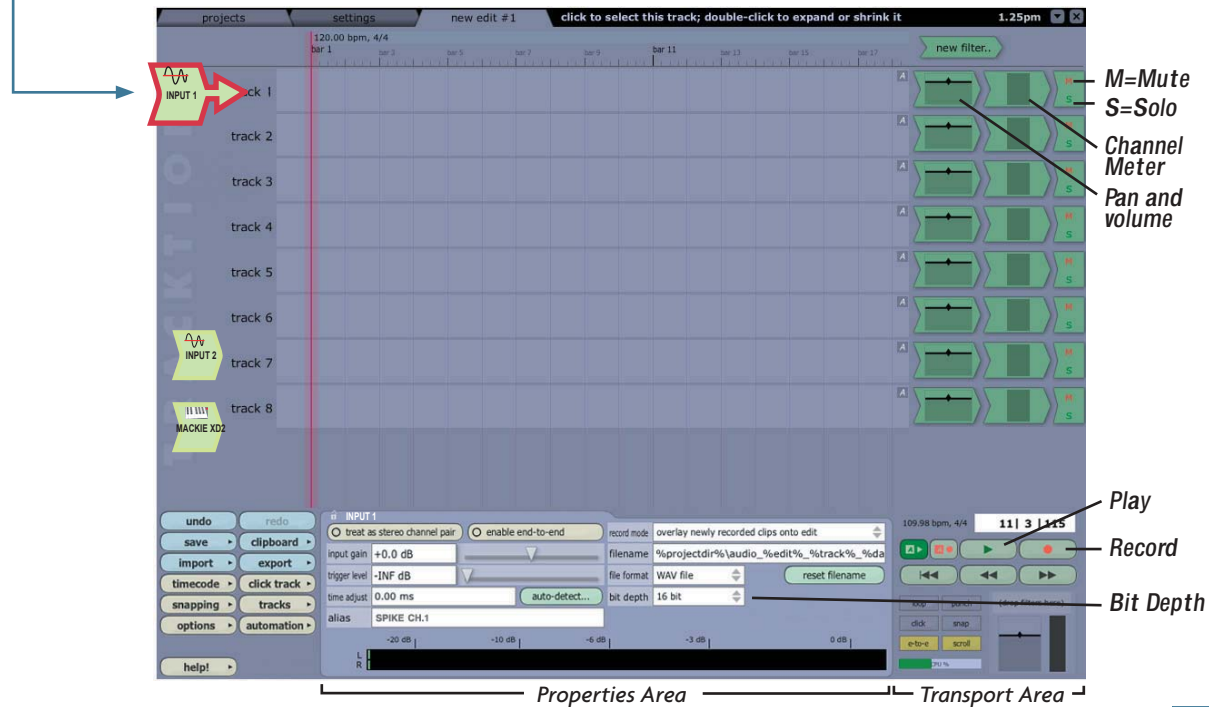 projects settings new edit #1 click to select this track; double-click to expand or shrink it 1.25pm
120.00 bpm, 4/4
bar 1 bar 3 bar 5 bar 7 bar 9 bar 11 bar 13 bar 15 bar 17
new filter..
TRACKTION
INPUT 1
ck 1
A
M
S
M=Mute
S=Solo
Channel
Meter
Pan and
volume
track 2
A
M
S
track 3
A
M
S
track 4
A
M
S
track 5
A
M
S
track 6
A
M
S
INPUT 2
track 7
A
M
S
MACKIE XD2
track 8
A
M
S
undo redo
save clipboard
import export
timecode click track
snapping tracks
options automation
help!
INPUT 1
treat as stereo channel pair enable end-to-end
record mode overlay newly recorded clips onto edit
input gain +0.0 dB
filename %projectdir%\audio_%edit%_%track%_%da
trigger level -INF dB
file format WAV file reset filename
time adjust 0.00 ms auto-detect...
bit depth 16 bit
alias SPIKE CH.1
-20 dB -10 dB -6 dB -3 dB 0 dB
L
R
109.98 bpm, 4/4 11| 3 |115
A A
loop punch (drop filters here)
click snap
e-to-e scroll
CPU %
Play
Record
Bit Depth
Properties Area Transport Area